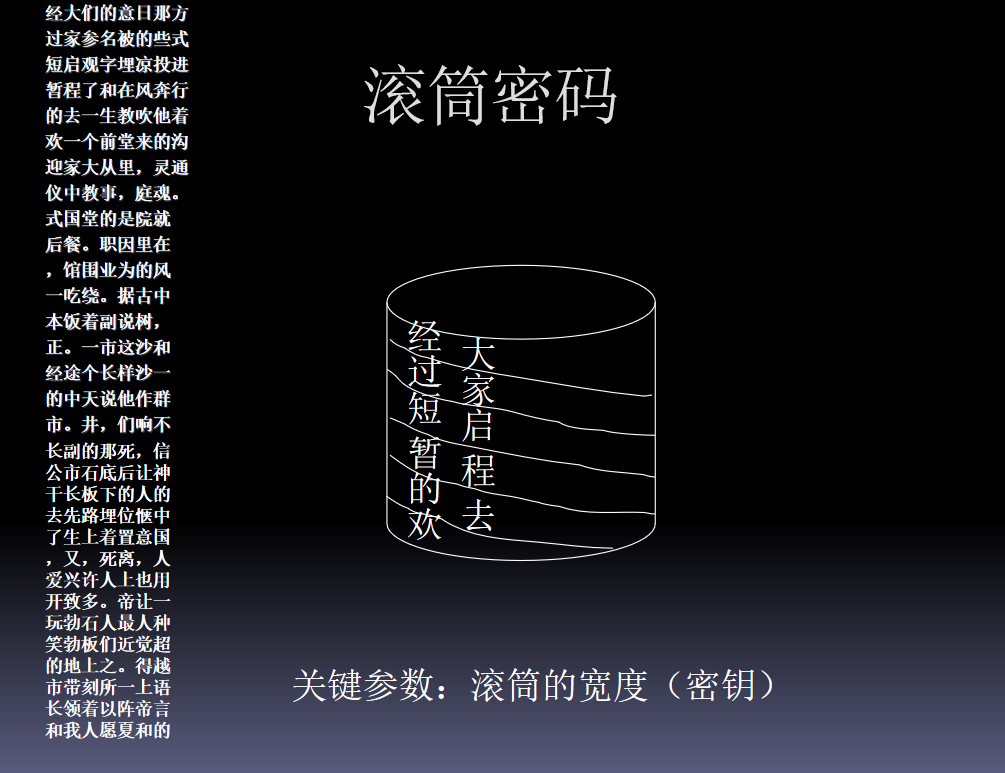 经大们的意日那方
过家参名被的些式
短启观字埋凉投进
暂程了和在风奔行
的去一生教吹他着
欢一个前堂来的沟
迎家大从里，灵通
仪中教事，庭魂。
式国堂的是院就
后餐。职因里在
，馆围业为的风
一吃绕。据古中
本饭着副说树，
正。一市这沙和
经途个长样沙一
的中天说他作群
市。井，们响不
长副的那死，信
公市石底后让神
干长板下的人的
去先路埋位惬中
了生上着置意国
，又，死离，人
爱兴许人上也用
开致多。帝让一
玩勃石人最人种
笑勃板们近觉超
的地上之。得越
市带刻所一上语
长领着以阵帝言
和我人愿夏和的
滚筒密码
经过短暂的欢
大家启程去
关键参数：滚筒的宽度（密钥）